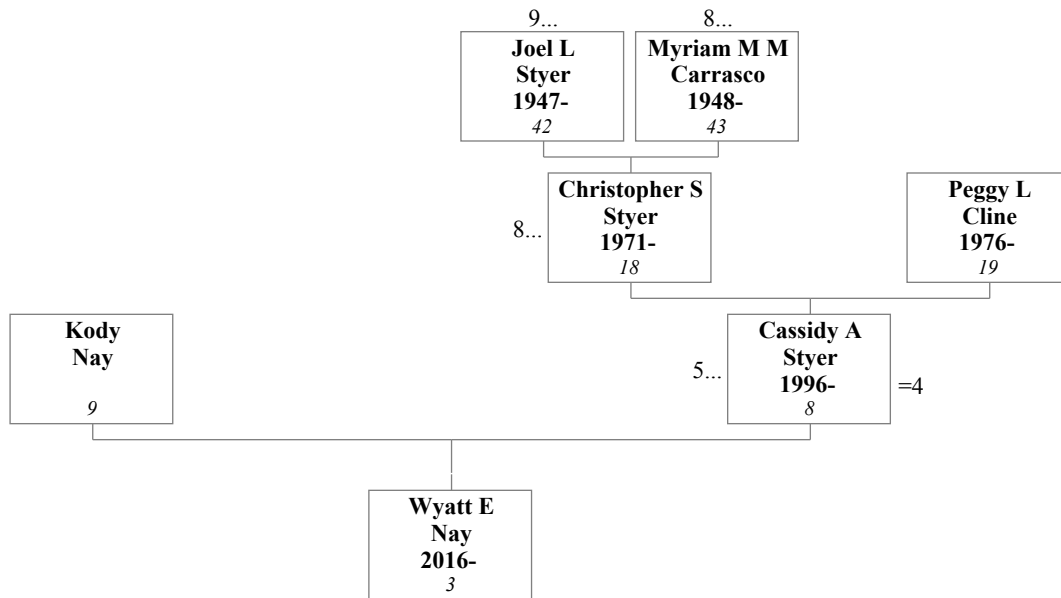 9...
8...
Joel L
Styer
1947-
42
Myriam M M
Carrasco
1948-
43
8...
Christopher S
Styer
1971-
18
Peggy L
Cline
1976-
19
Kody
Nay
9
5...
Cassidy A
Styer
1996-
8
=4
Wyatt E
Nay
2016-
3